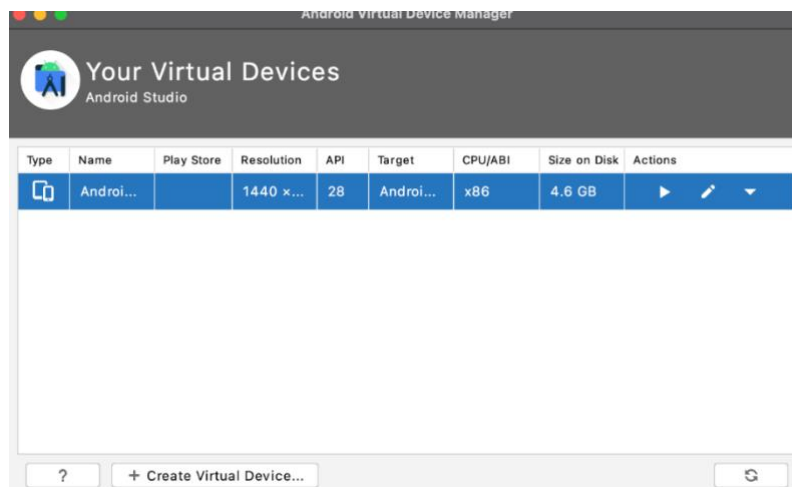 Android Virtual Device Manager
Your Virtual Devices
Android Studio
Type Name Play Store Resolution API Target CPU/ABI Size on Disk Actions
Androi... 1440 ×... 28 Androi... x86 4.6 GB
? + Create Virtual Device...